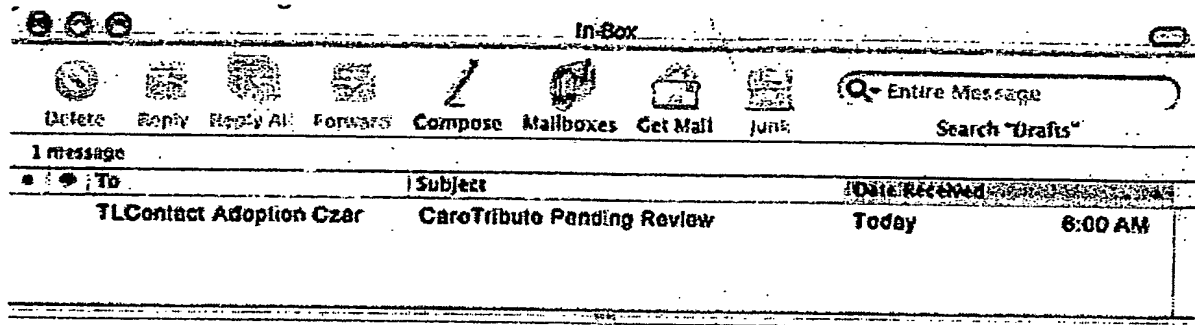 In-Box
Entire Message
Delete Reply Reply All Forward Compose Mailboxes Get Mail Junk Search "Drafts"
1 message
To Subject Date Received
TLContact Adoption Czar CaroTribute Pending Review Today 6:00 AM